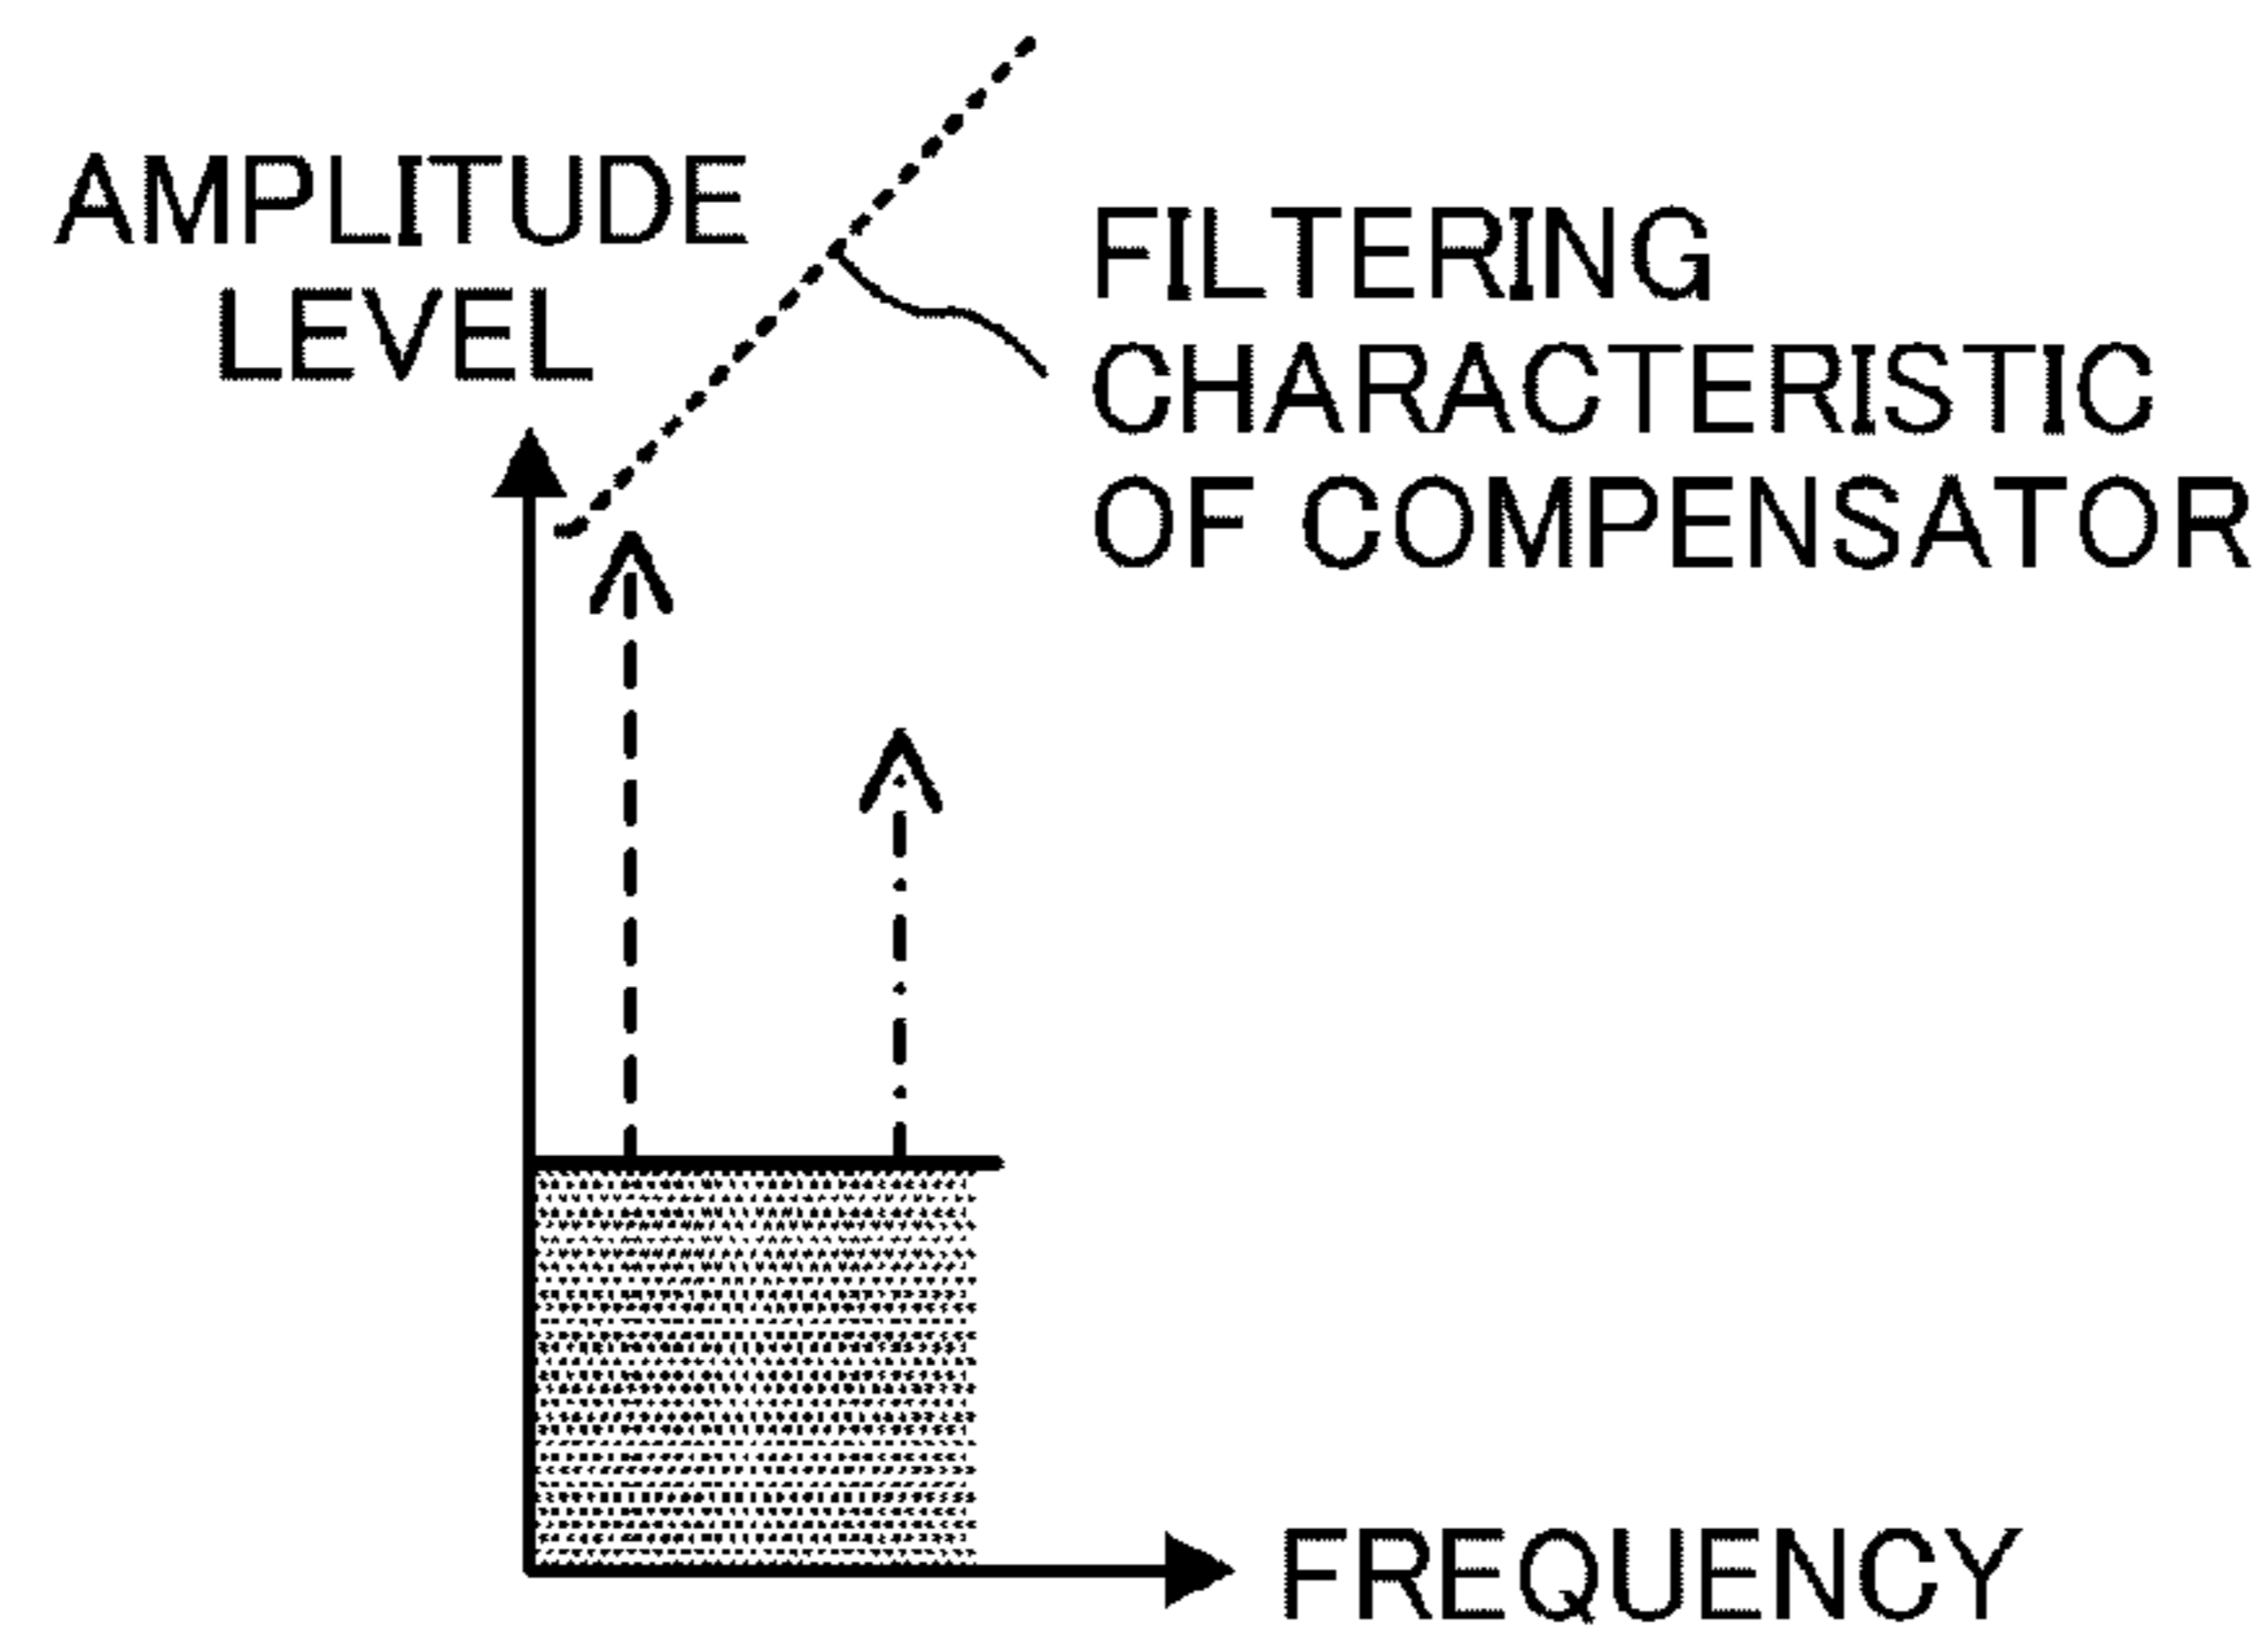 AMPLITUDE
LEVEL
FILTERING
CHARACTERISTIC
OF COMPENSATOR
FREQUENCY